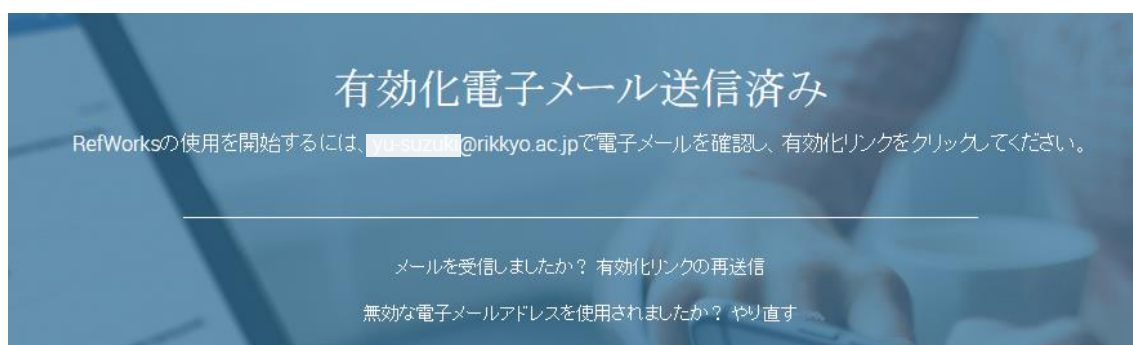 有効化電子メール送信済み
RefWorksの使用を開始するには、@rikkyo.ac.jpで電子メールを確認し、有効化リンクをクリックしてください。
メールを受信しましたか？ 有効化リンクの再送信
無効な電子メールアドレスを使用されましたか？ やり直す